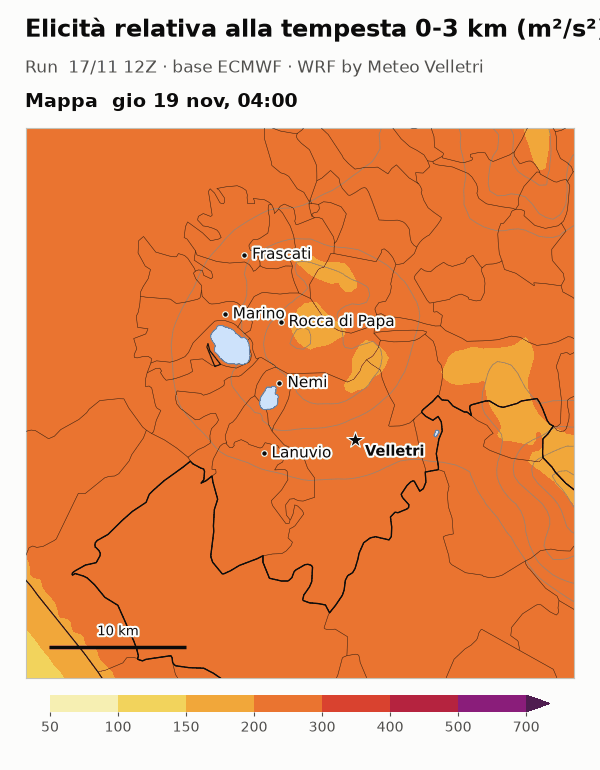 Elicità relativa alla tempesta 0-3 km (m²/s²)
Run  17/11 12Z · base ECMWF · WRF by Meteo Velletri
Mappa  gio 19 nov, 04:00
Frascati
Marino
Rocca di Papa
Nemi
Velletri
Lanuvio
10 km
50 100 150 200 300 400 500 700